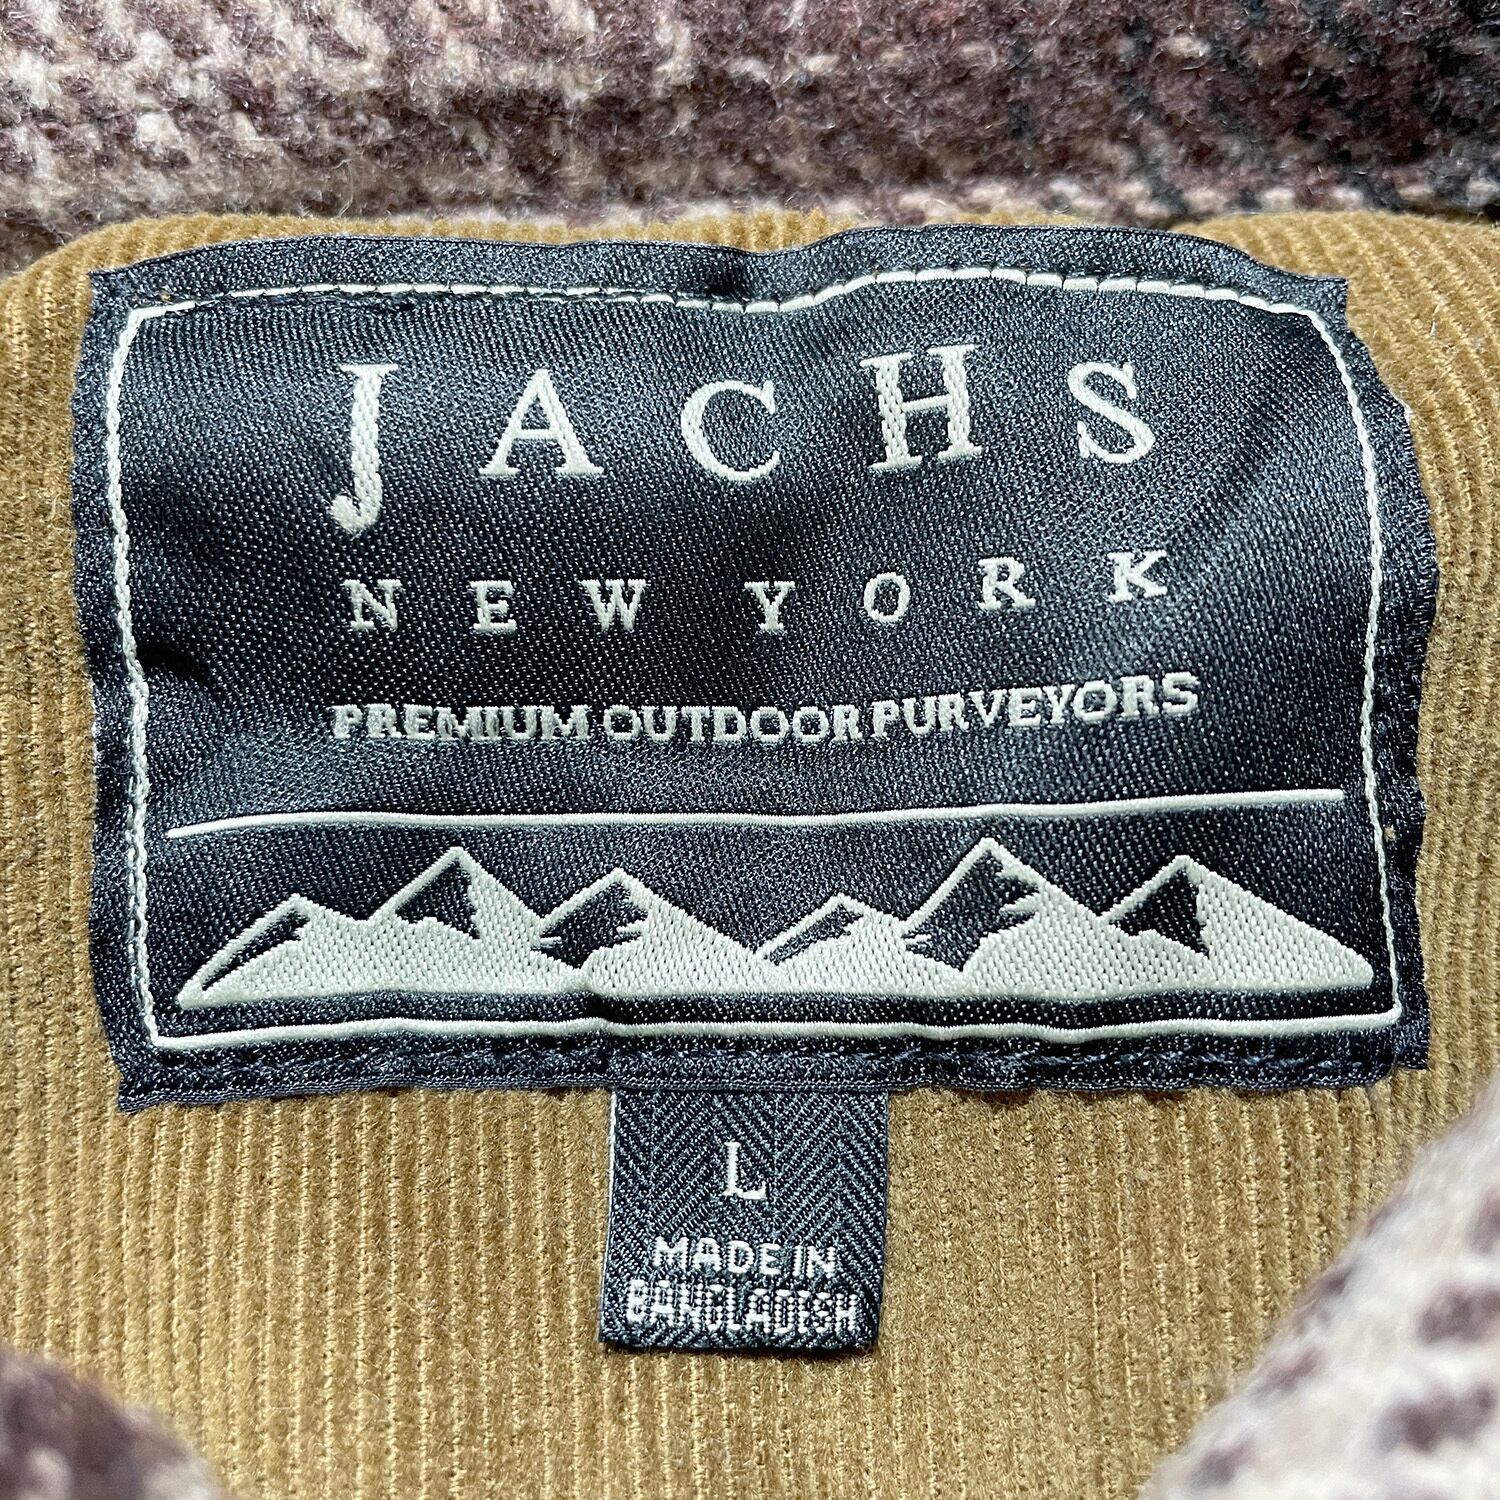 JACHS
NEW YORK
PREMIUM OUTDOOR PURVEYORS
L
MADE IN
BANGLADESH